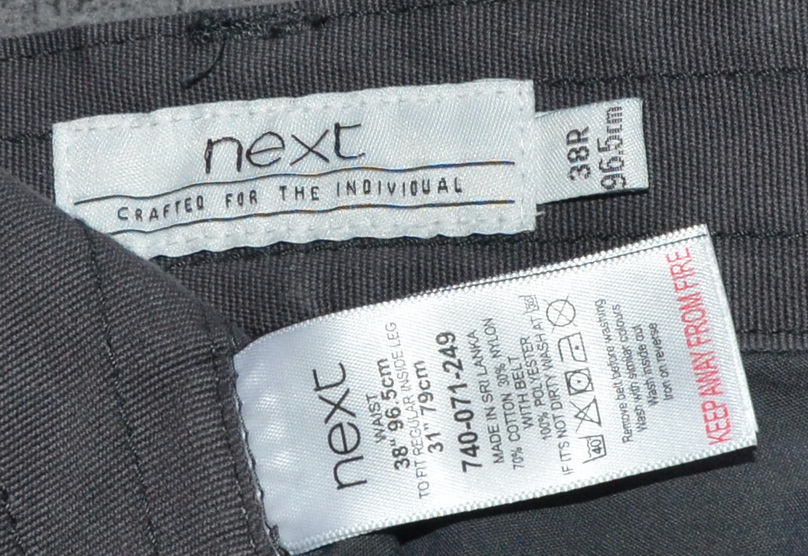 next
CRAFTED FOR THE INDIVIDUAL
38R
96.5cm
next
WAIST
38" 96.5cm
TO FIT REGULAR INSIDE LEG
31" 79cm
740-071-249
MADE IN SRI LANKA
70% COTTON 30% NYLON
WITH BELT
100% POLYESTER
IF IT'S NOT DIRTY WASH AT 30
40
Remove belt before washing
Wash with similar colours
Wash inside out
Iron on reverse
KEEP AWAY FROM FIRE